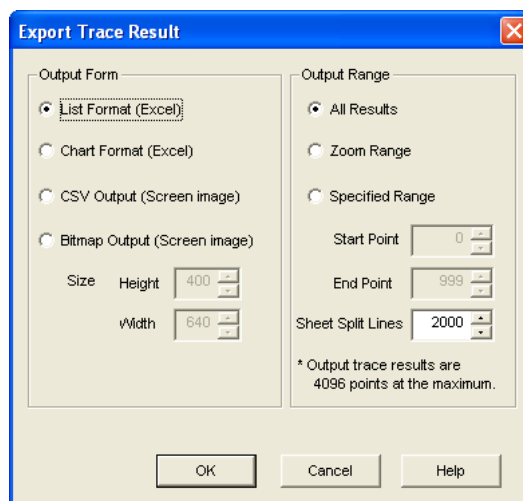 Export Trace Result
Output Form
List Format (Excel)
Chart Format (Excel)
CSV Output (Screen image)
Bitmap Output (Screen image)
Size Height 400
Width 640
Output Range
All Results
Zoom Range
Specified Range
Start Point 0
End Point 999
Sheet Split Lines 2000
* Output trace results are
4096 points at the maximum.
OK Cancel Help